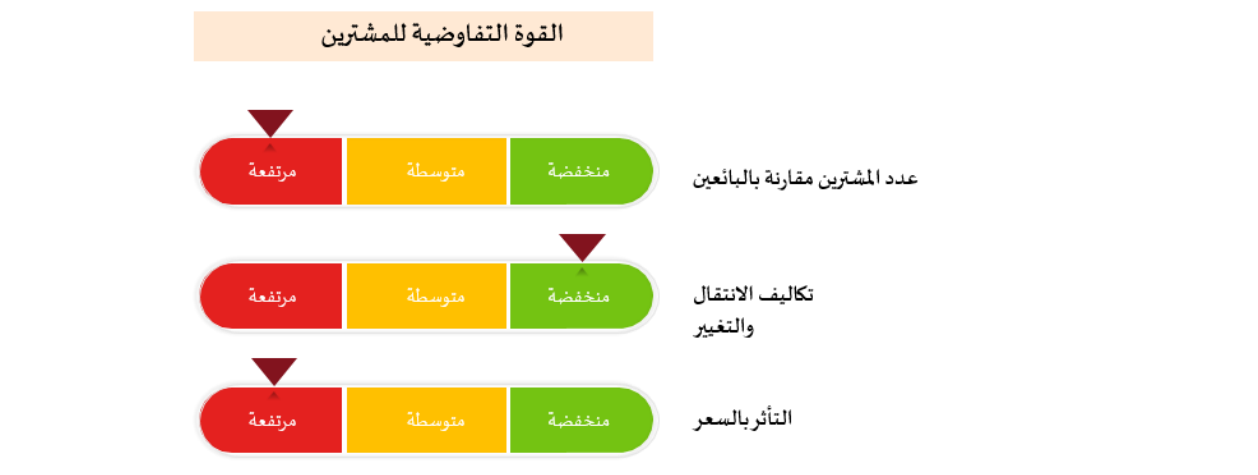 القوة التفاوضية للمشترين
عدد المشترين مقارنة بالبائعين
منخفضة متوسطة مرتفعة
تكاليف الانتقال
والتغيير
منخفضة متوسطة مرتفعة
التأثر بالسعر
منخفضة متوسطة مرتفعة